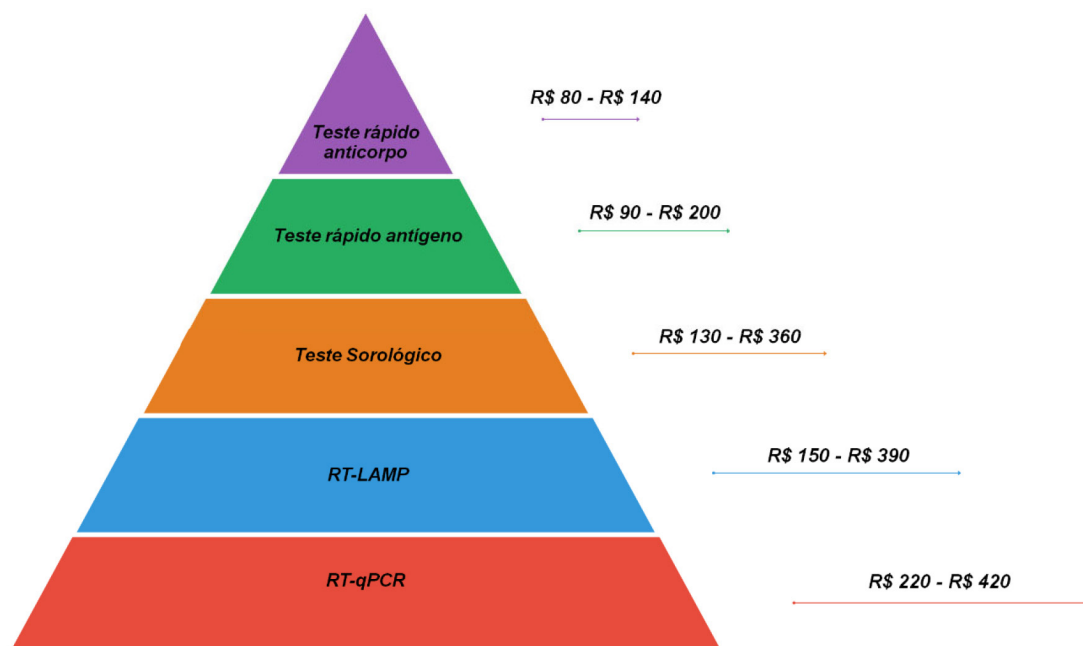 R$ 80 - R$ 140
Teste rápido
anticorpo
R$ 90 - R$ 200
Teste rápido antígeno
R$ 130 - R$ 360
Teste Sorológico
R$ 150 - R$ 390
RT-LAMP
RT-qPCR
R$ 220 - R$ 420